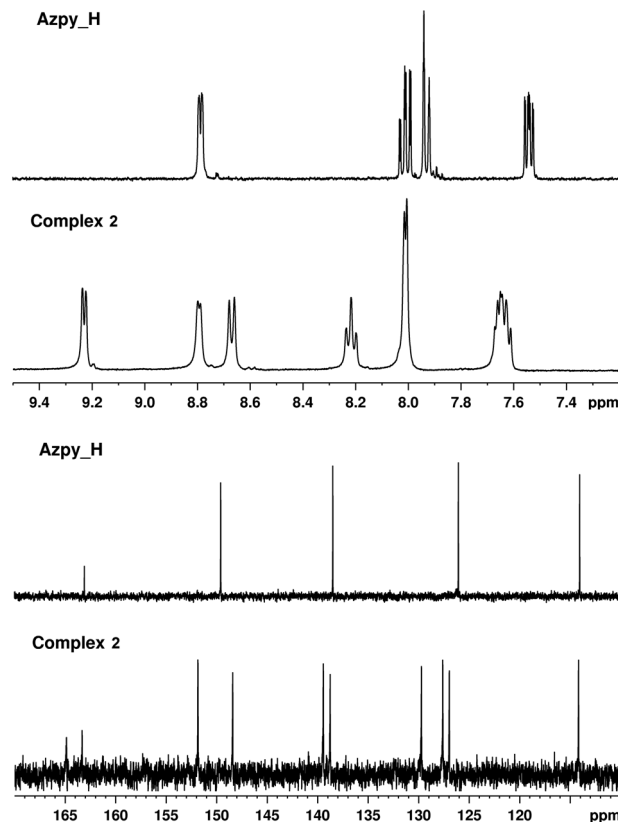 Azpy_H
Complex 2
9.4 9.2 9.0 8.8 8.6 8.4 8.2 8.0 7.8 7.6 7.4 ppm
Azpy_H
Complex 2
165 160 155 150 145 140 135 130 125 120 ppm